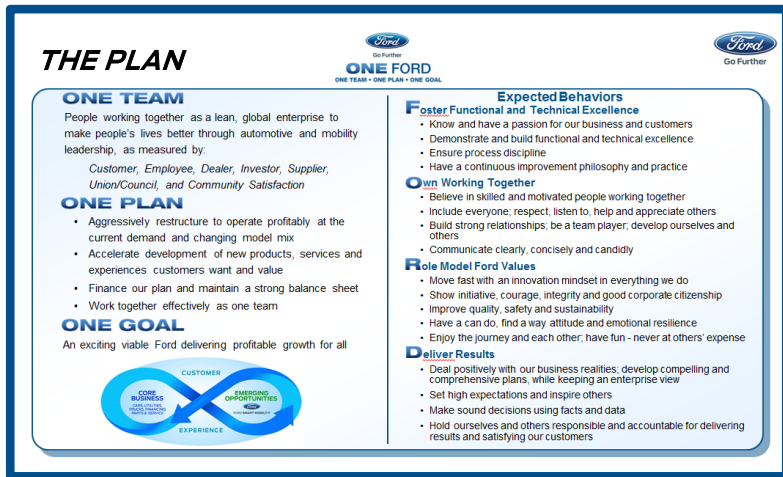 THE PLAN
Ford
Go Further
ONE FORD
ONE TEAM • ONE PLAN • ONE GOAL
Ford
Go Further
ONE TEAM
People working together as a lean, global enterprise to
make people's lives better through automotive and mobility
leadership, as measured by:
Customer, Employee, Dealer, Investor, Supplier,
Union/Council, and Community Satisfaction
ONE PLAN
• Aggressively restructure to operate profitably at the
current demand and changing model mix
• Accelerate development of new products, services and
experiences customers want and value
• Finance our plan and maintain a strong balance sheet
• Work together effectively as one team
ONE GOAL
An exciting viable Ford delivering profitable growth for all
CUSTOMER
CORE
BUSINESS
CARS, UTILITIES,
TRUCKS, FINANCING
PARTS & SERVICE
EMERGING
OPPORTUNITIES
Ford
FORD SMART MOBILITY
EXPERIENCE
Expected Behaviors
Foster Functional and Technical Excellence
• Know and have a passion for our business and customers
• Demonstrate and build functional and technical excellence
• Ensure process discipline
• Have a continuous improvement philosophy and practice
Own Working Together
• Believe in skilled and motivated people working together
• Include everyone; respect, listen to, help and appreciate others
• Build strong relationships; be a team player; develop ourselves and
others
• Communicate clearly, concisely and candidly
Role Model Ford Values
• Move fast with an innovation mindset in everything we do
• Show initiative, courage, integrity and good corporate citizenship
• Improve quality, safety and sustainability
• Have a can do, find a way attitude and emotional resilience
• Enjoy the journey and each other; have fun - never at others' expense
Deliver Results
• Deal positively with our business realities; develop compelling and
comprehensive plans, while keeping an enterprise view
• Set high expectations and inspire others
• Make sound decisions using facts and data
• Hold ourselves and others responsible and accountable for delivering
results and satisfying our customers